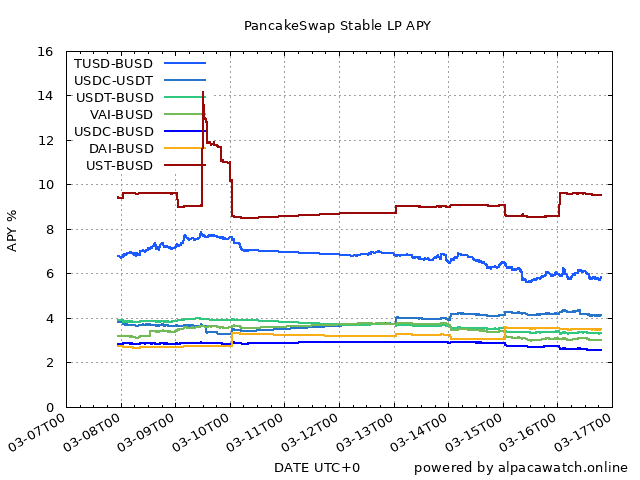 PancakeSwap Stable LP APY
16
14
12
10
8
6
4
2
0
APY %
TUSD-BUSD
USDC-USDT
USDT-BUSD
VAI-BUSD
USDC-BUSD
DAI-BUSD
UST-BUSD
03-07T00
03-08T00
03-09T00
03-10T00
03-11T00
03-12T00
03-13T00
03-14T00
03-15T00
03-16T00
03-17T00
DATE UTC+0
powered by alpacawatch.online